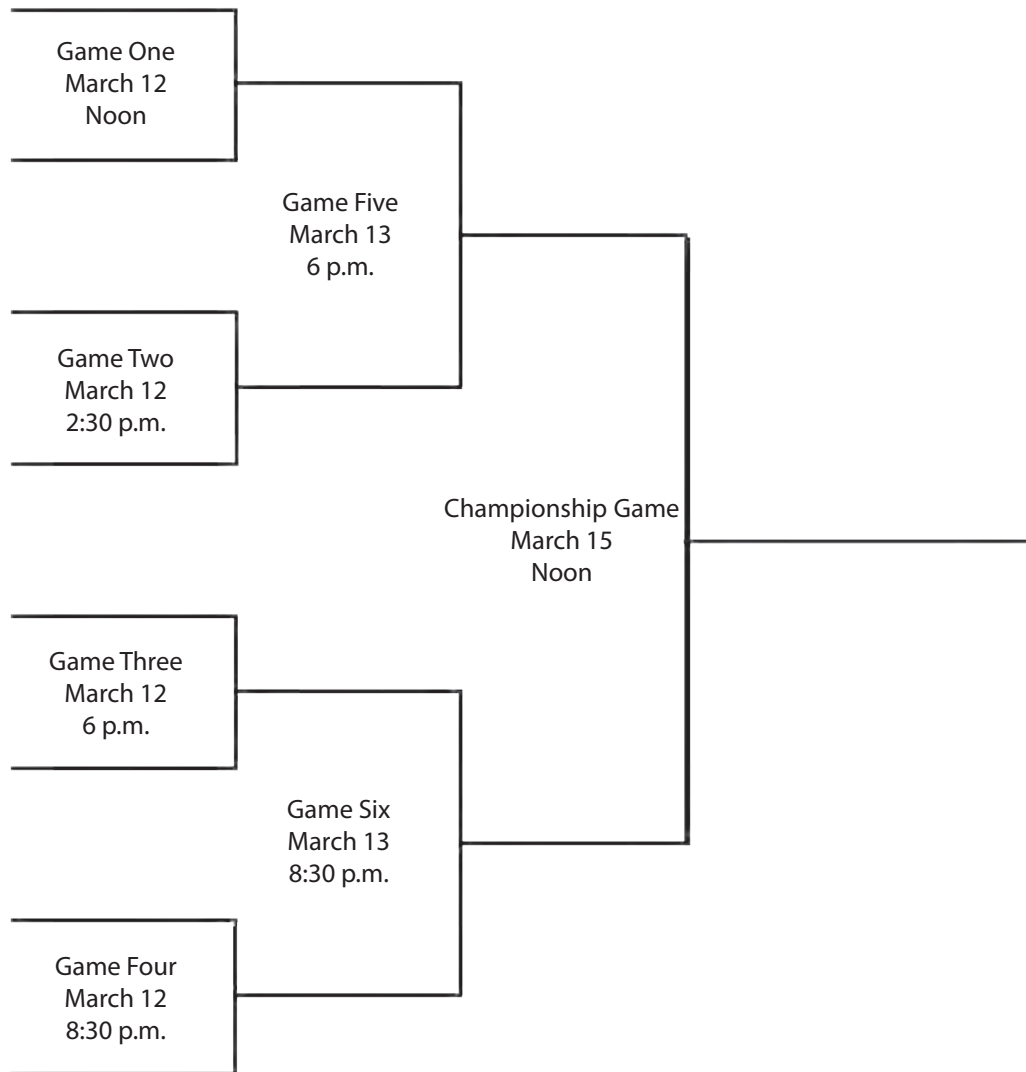 Game One
March 12
Noon
Game Five
March 13
6 p.m.
Game Two
March 12
2:30 p.m.
Championship Game
March 15
Noon
Game Three
March 12
6 p.m.
Game Six
March 13
8:30 p.m.
Game Four
March 12
8:30 p.m.